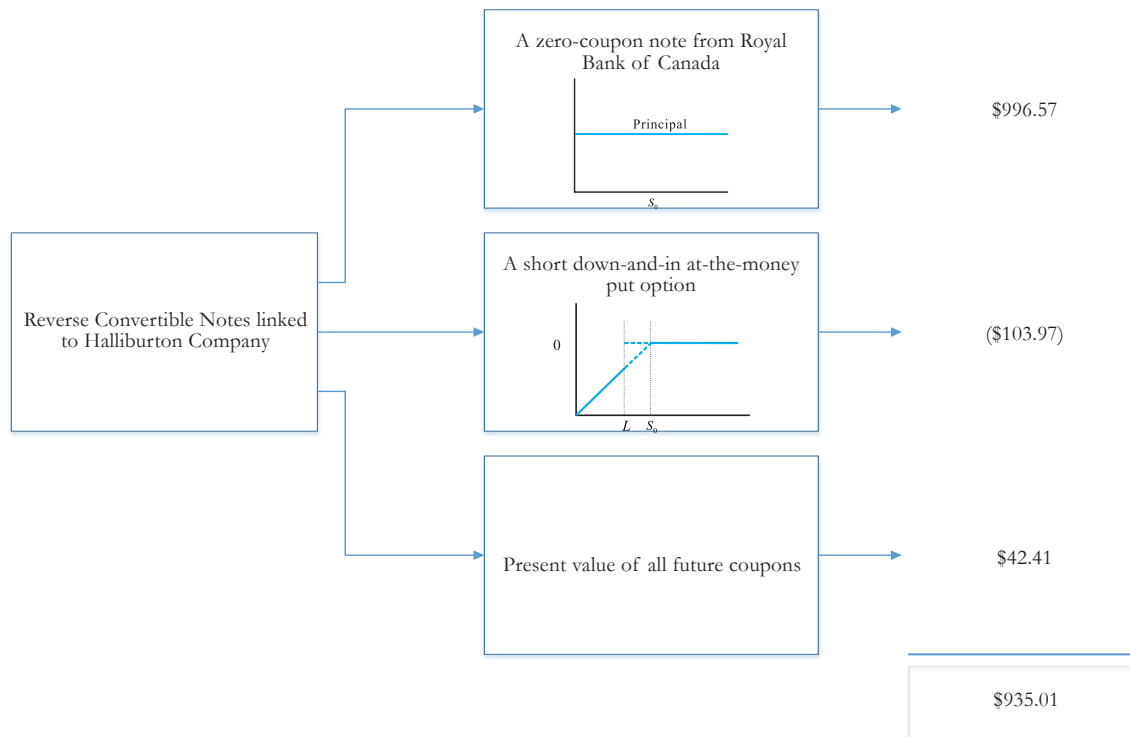 A zero-coupon note from Royal
Bank of Canada
Principal
S₀
$996.57
Reverse Convertible Notes linked
to Halliburton Company
A short down-and-in at-the-money
put option
0
L S₀
($103.97)
Present value of all future coupons
$42.41
$935.01